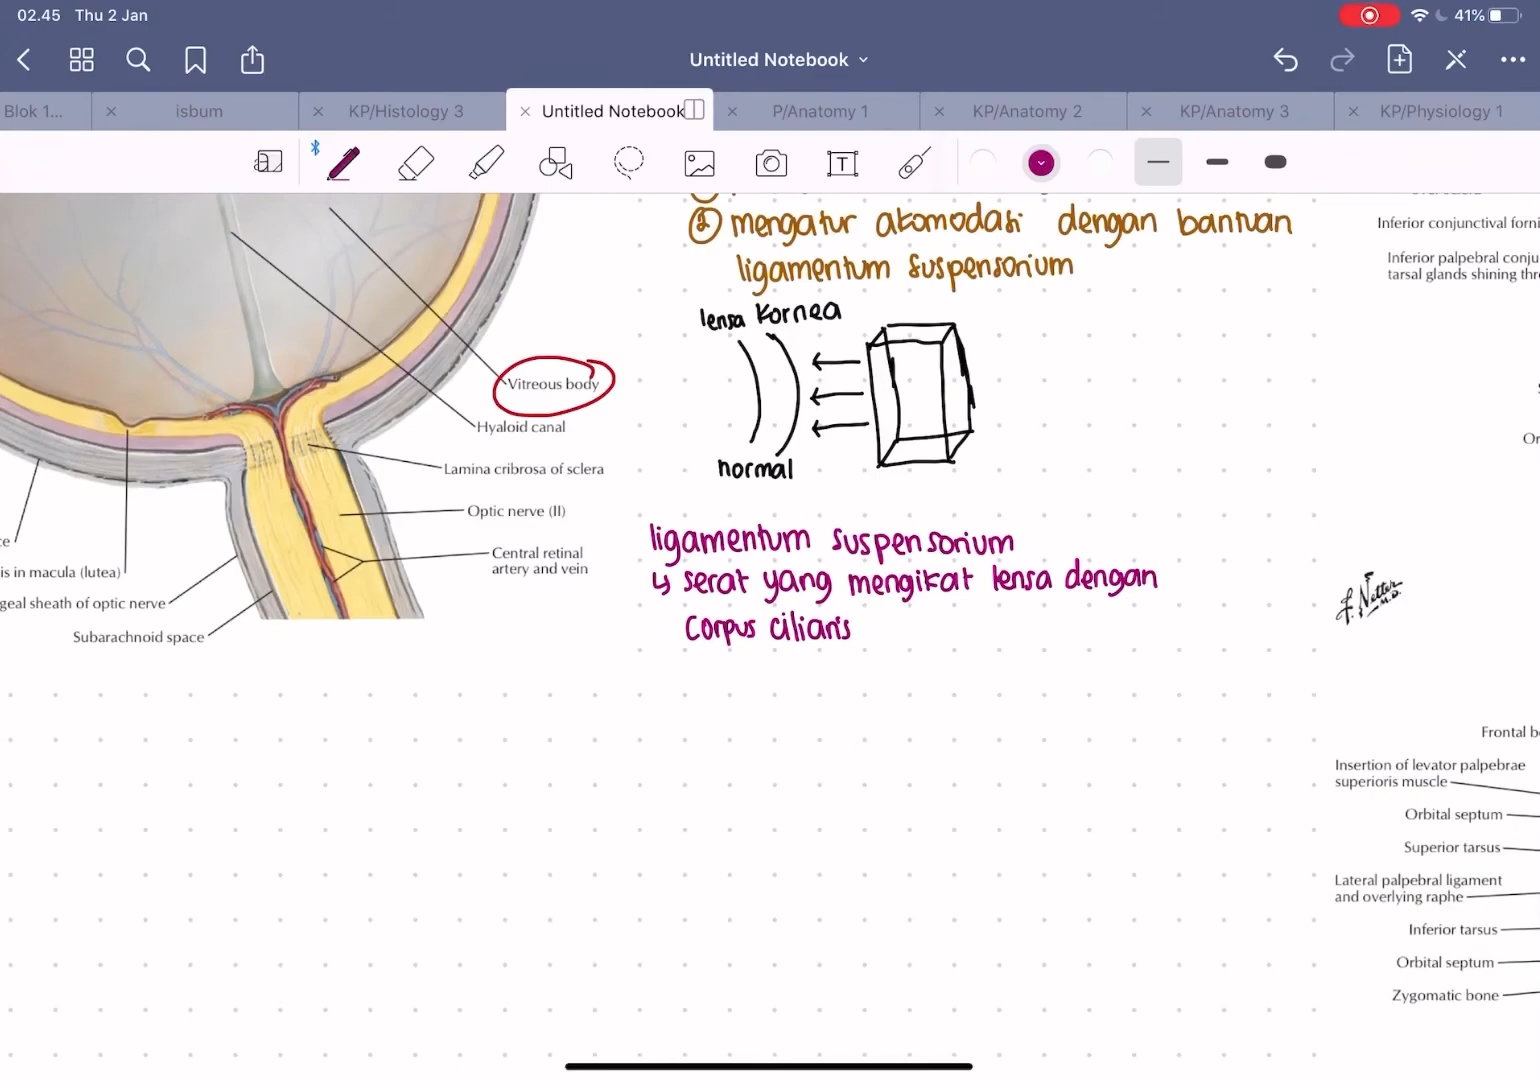 02.45 Thu 2 Jan
41%
Untitled Notebook
Blok 1...
isbum
KP/Histology 3
Untitled Notebook
P/Anatomy 1
KP/Anatomy 2
KP/Anatomy 3
KP/Physiology 1
T
② mengatur akomodasi dengan bantuan
ligamentum suspensorium
lensa kornea
normal
ligamentum suspensorium
↳ serat yang mengikat lensa dengan
corpus ciliaris
Vitreous body
Hyaloid canal
Lamina cribrosa of sclera
Optic nerve (II)
Central retinal
artery and vein
is in macula (lutea)
geal sheath of optic nerve
Subarachnoid space
Inferior conjunctival forni
Inferior palpebral conju
tarsal glands shining thr
Or
F. Netter
M.D.
Frontal b
Insertion of levator palpebrae
superioris muscle
Orbital septum
Superior tarsus
Lateral palpebral ligament
and overlying raphe
Inferior tarsus
Orbital septum
Zygomatic bone